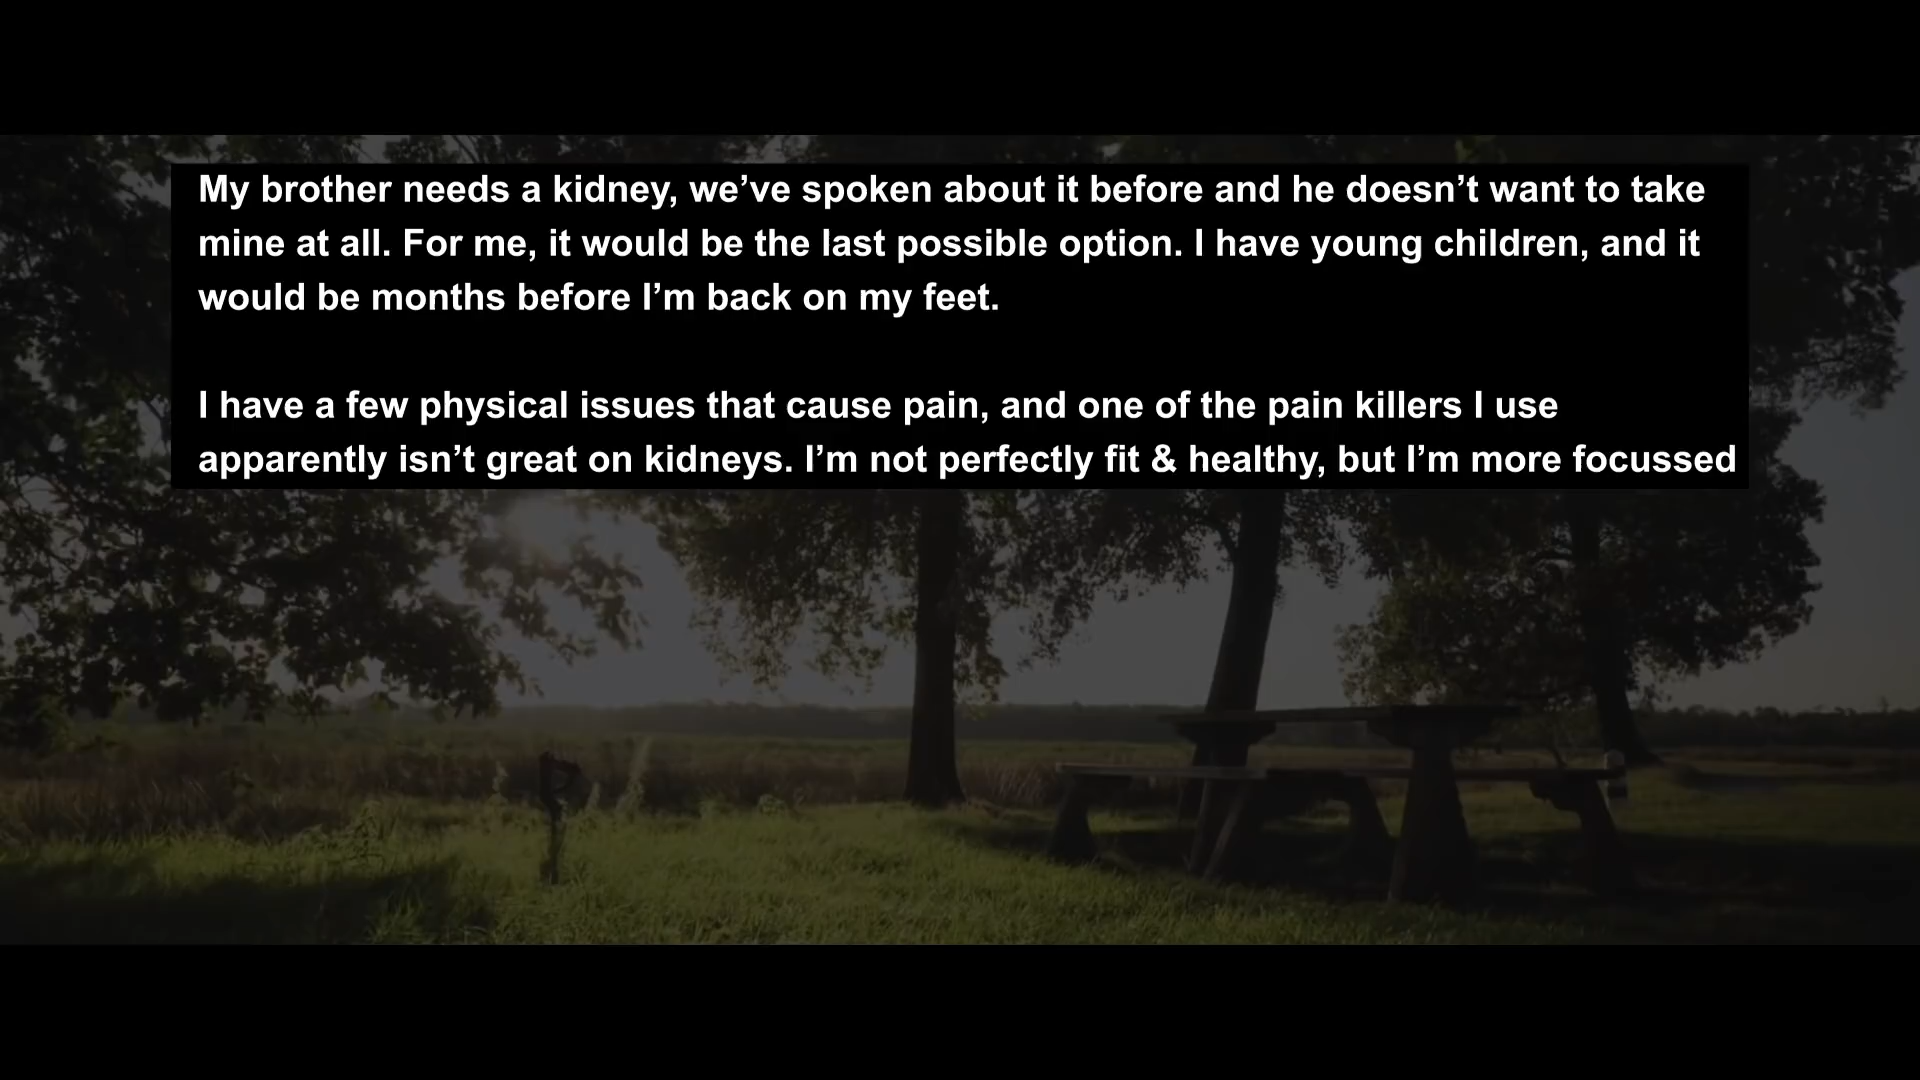 My brother needs a kidney, we’ve spoken about it before and he doesn’t want to take
mine at all. For me, it would be the last possible option. I have young children, and it
would be months before I’m back on my feet.
I have a few physical issues that cause pain, and one of the pain killers I use
apparently isn’t great on kidneys. I’m not perfectly fit & healthy, but I’m more focussed